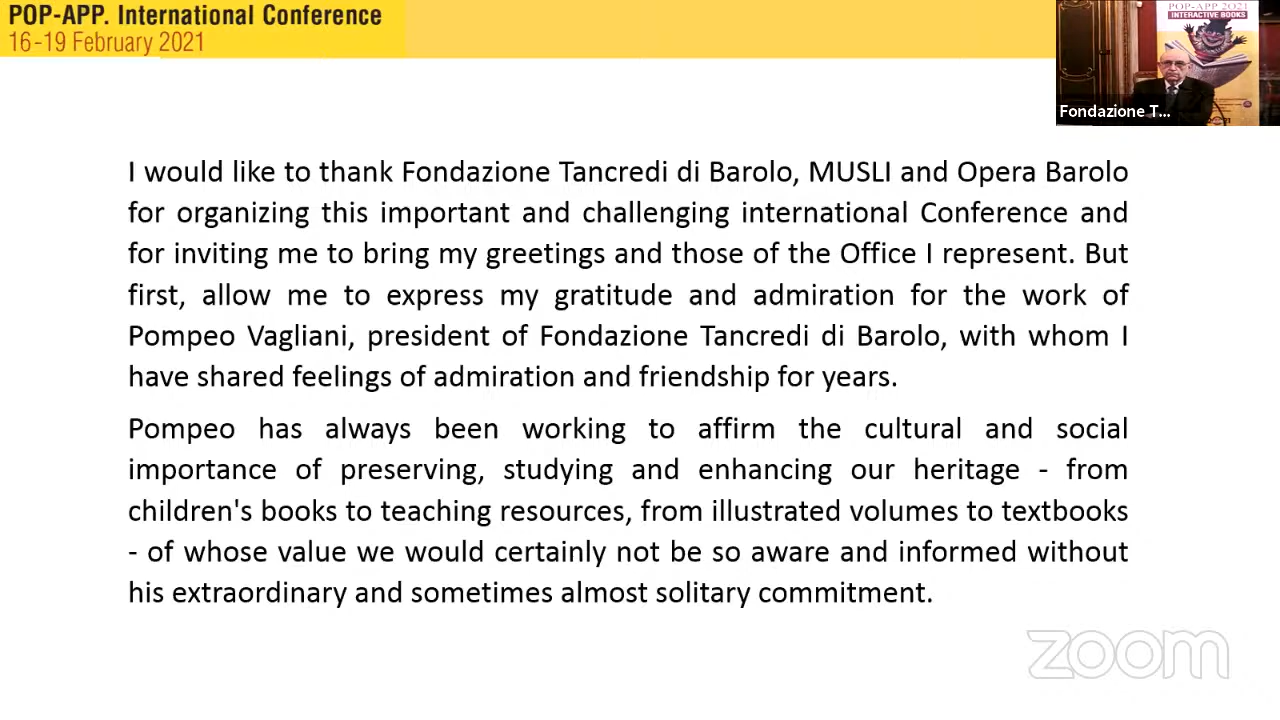 POP-APP. International Conference
16-19 February 2021
POP-APP 2021
INTERACTIVE BOOKS
Fondazione T...
I would like to thank Fondazione Tancredi di Barolo, MUSLI and Opera Barolo
for organizing this important and challenging international Conference and
for inviting me to bring my greetings and those of the Office I represent. But
first, allow me to express my gratitude and admiration for the work of
Pompeo Vagliani, president of Fondazione Tancredi di Barolo, with whom I
have shared feelings of admiration and friendship for years.
Pompeo has always been working to affirm the cultural and social
importance of preserving, studying and enhancing our heritage - from
children's books to teaching resources, from illustrated volumes to textbooks
- of whose value we would certainly not be so aware and informed without
his extraordinary and sometimes almost solitary commitment.
zoom